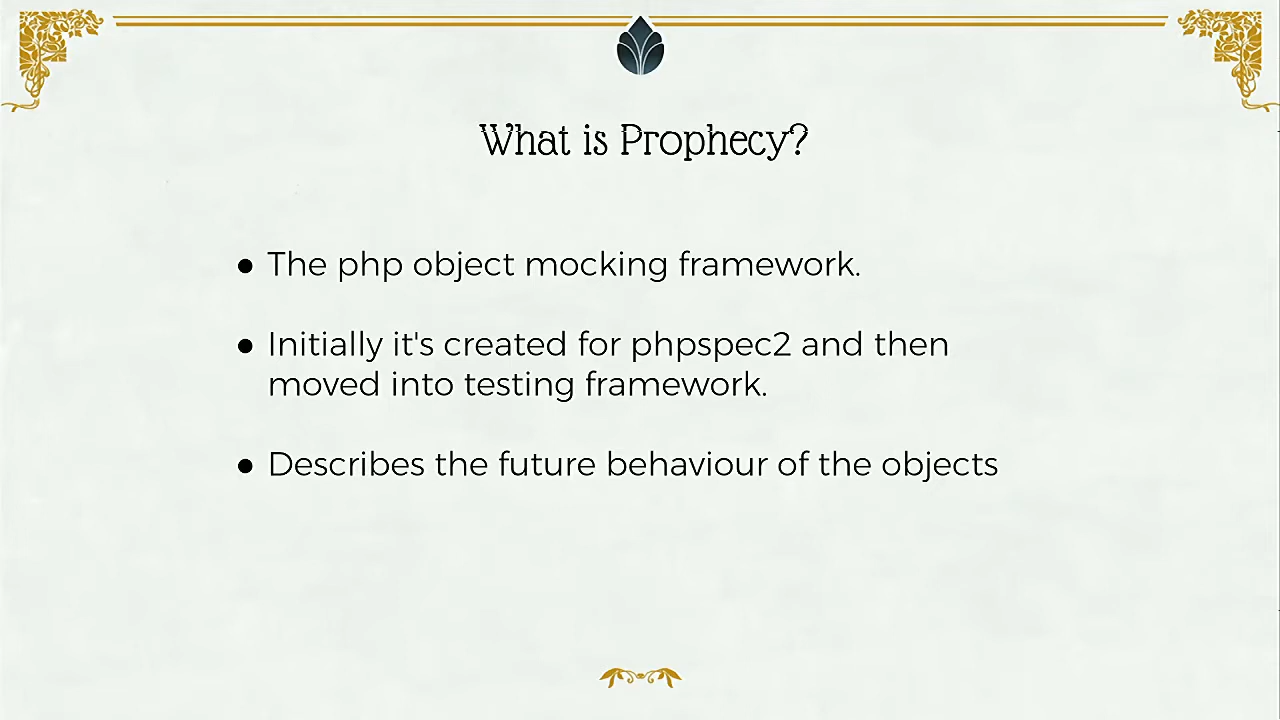 What is Prophecy?
● The php object mocking framework.
● Initially it's created for phpspec2 and then
moved into testing framework.
● Describes the future behaviour of the objects